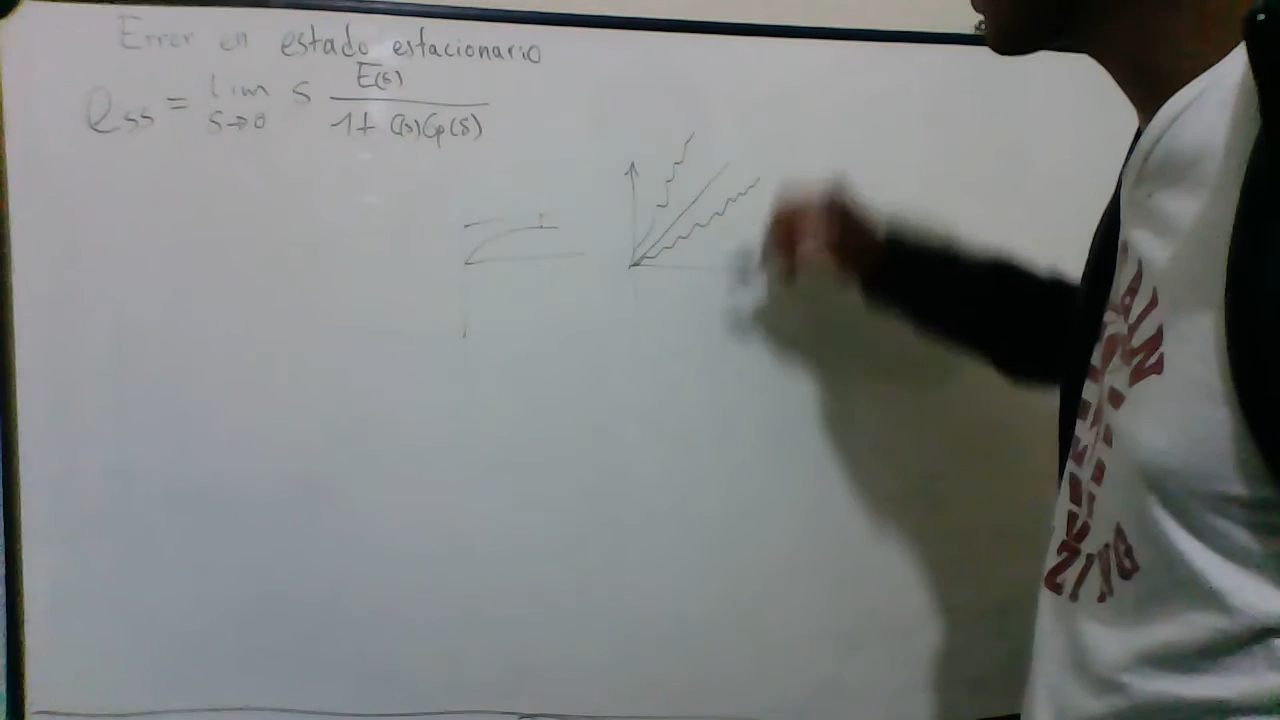 Error en estado estacionario
ess = lim s→0 s E(s) / 1+ C(s)Gp(s)